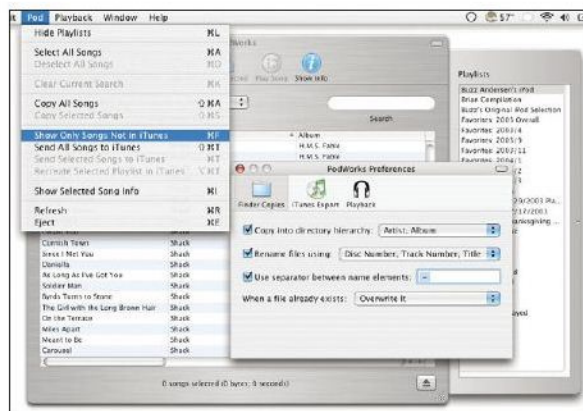 Pod Playback Window Help
57°
Hide Playlists ⌘L
Select All Songs ⌘A
Deselect All Songs ⌘D
Clear Current Search ⌘K
Copy All Songs ⇧⌘A
Copy Selected Songs ⇧⌘S
Show Only Songs Not in iTunes ⌘F
Send All Songs to iTunes ⇧⌘T
Send Selected Songs to iTunes ⌘T
Recreate Selected Playlist in iTunes ⌥⌘T
Show Selected Song Info ⌘I
Refresh ⌘R
Eject ⌘E
PodWorks
Play Song Show Info
Search
Album
H.M.S. Fable
H.M.S. Fable
Cornish Town Shack
Since I Met You Shack
Daniella Shack
As Long As I've Got You Shack
Soldier Man Shack
Byrds Turn to Stone Shack
The Girl with the Long Brown Hair Shack
On the Terrace Shack
Miles Apart Shack
Meant to Be Shack
Carousel Shack
0 songs selected (0 bytes, 0 seconds)
PodWorks Preferences
Finder Copies iTunes Export Playback
Copy into directory hierarchy: Artist, Album
Rename files using: Disc Number, Track Number, Title
Use separator between name elements: -
When a file already exists: Overwrite it
Playlists
Buzz Andersen's iPod
Brian Compilation
Buzz's Original iPod Selection
Favorites 2003 Overall
Favorites 2003/4
Favorites 2003/5
Favorites 2003/11
Favorites 2004/1